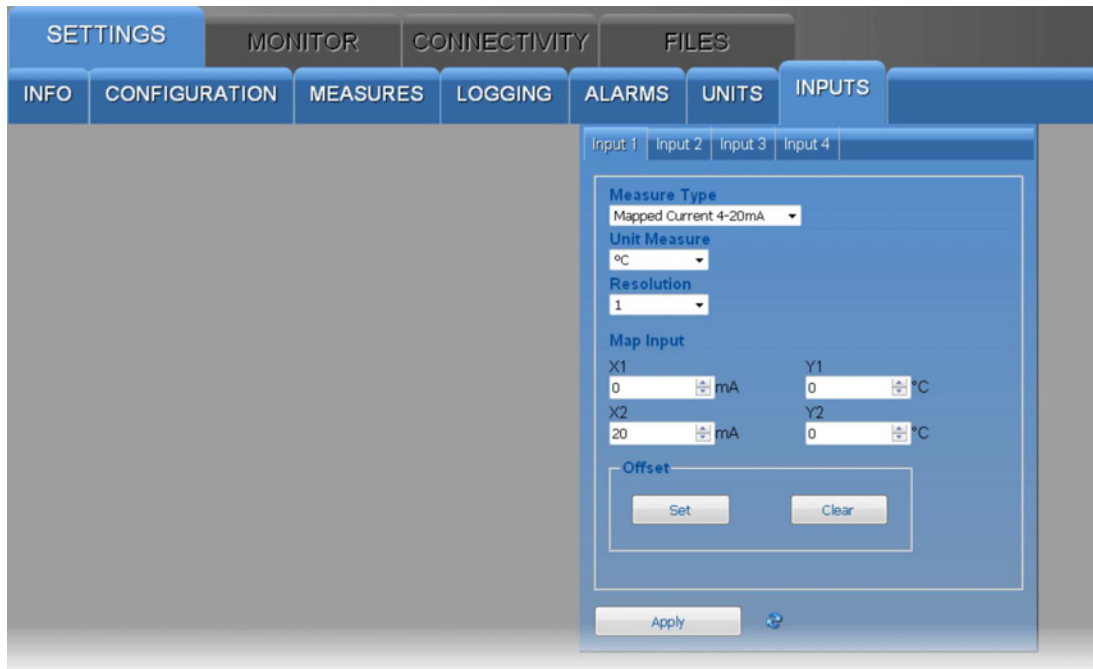 SETTINGS MONITOR CONNECTIVITY FILES
INFO CONFIGURATION MEASURES LOGGING ALARMS UNITS INPUTS
Input 1 Input 2 Input 3 Input 4
Measure Type
Mapped Current 4-20mA
Unit Measure
ºC
Resolution
1
Map Input
X1 Y1
0 mA 0 °C
X2 Y2
20 mA 0 °C
Offset
Set Clear
Apply